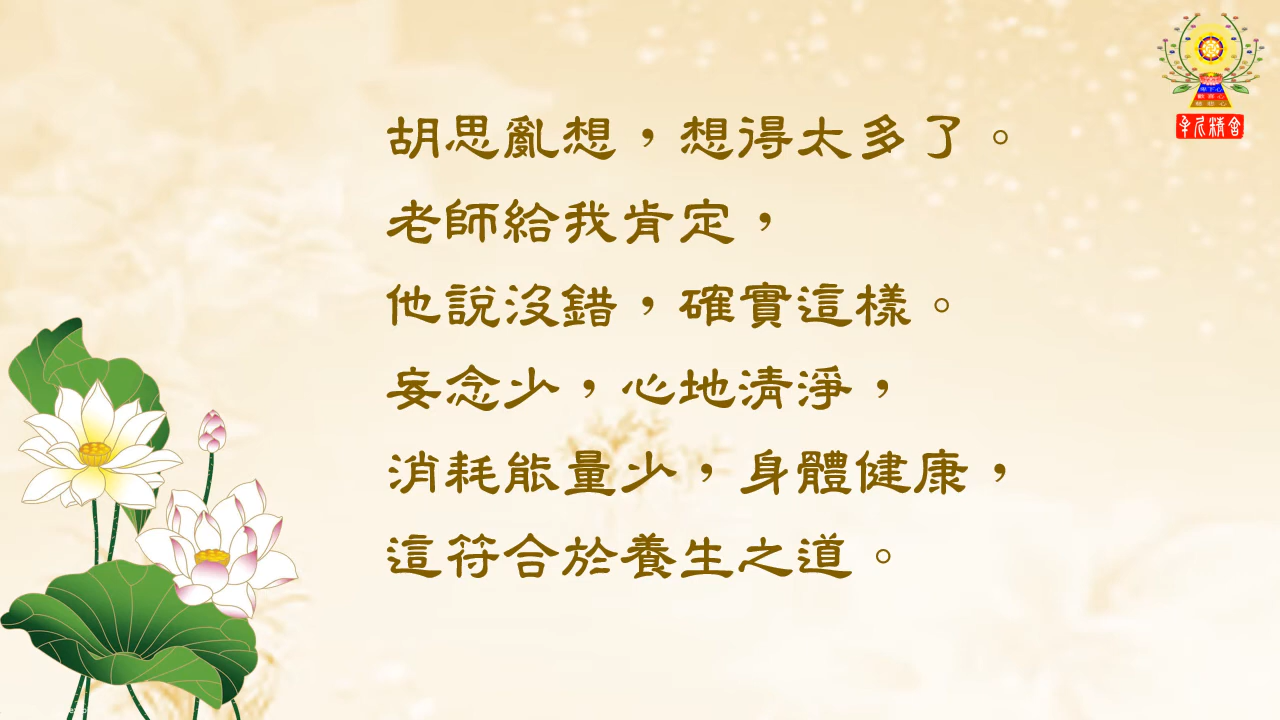 胡思亂想，想得太多了。
老師給我肯定，
他說沒錯，確實這樣。
妄念少，心地清淨，
消耗能量少，身體健康，
這符合於養生之道。